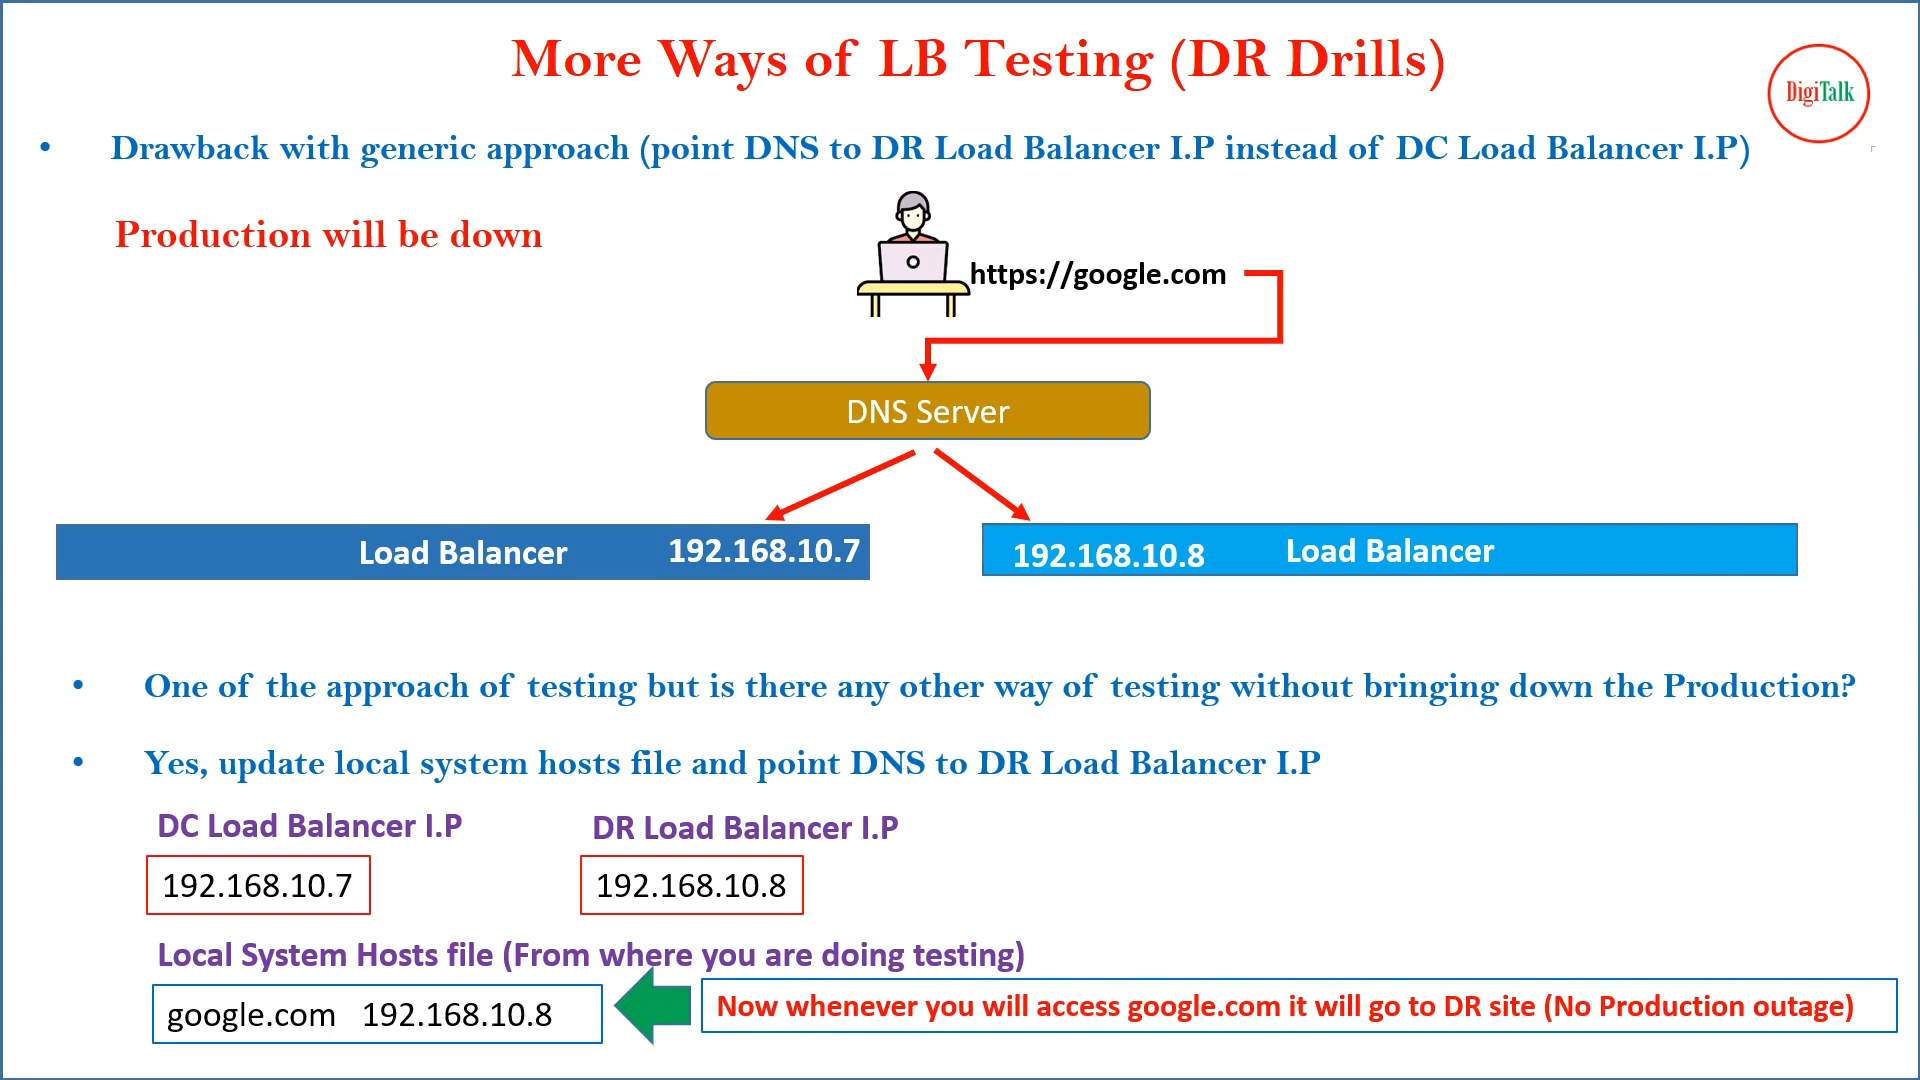 More Ways of LB Testing (DR Drills)
DigiTalk
• Drawback with generic approach (point DNS to DR Load Balancer I.P instead of DC Load Balancer I.P)
Production will be down
https://google.com
DNS Server
Load Balancer 192.168.10.7
192.168.10.8 Load Balancer
• One of the approach of testing but is there any other way of testing without bringing down the Production?
• Yes, update local system hosts file and point DNS to DR Load Balancer I.P
DC Load Balancer I.P
DR Load Balancer I.P
192.168.10.7
192.168.10.8
Local System Hosts file (From where you are doing testing)
google.com 192.168.10.8
Now whenever you will access google.com it will go to DR site (No Production outage)